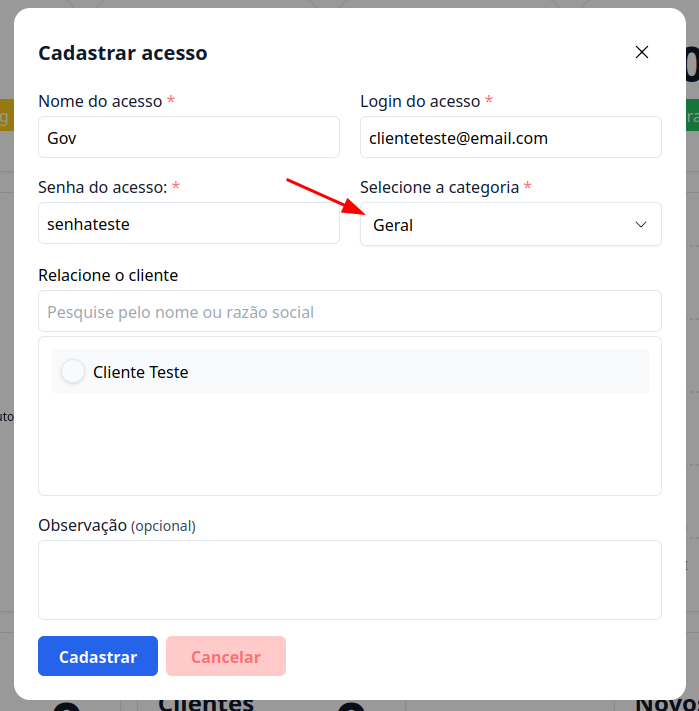 Cadastrar acesso
Nome do acesso *
Login do acesso *
Gov
clienteteste@email.com
Senha do acesso: *
Selecione a categoria *
senhateste
Geral
Relacione o cliente
Pesquise pelo nome ou razão social
Cliente Teste
Observação (opcional)
Cadastrar
Cancelar
Clientes